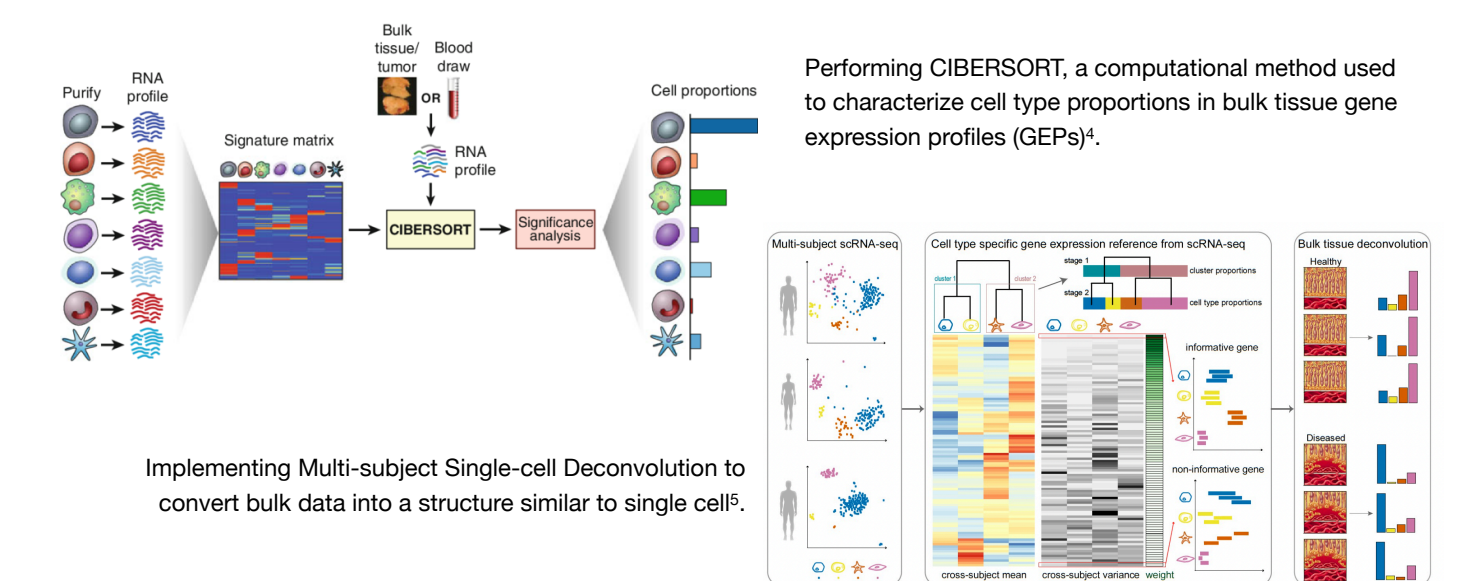 Bulk
tissue/
tumor
Blood
draw
OR
Purify
RNA
profile
Signature matrix
RNA
profile
CIBERSORT
Significance
analysis
Cell proportions
Performing CIBERSORT, a computational method used
to characterize cell type proportions in bulk tissue gene
expression profiles (GEPs)4.
Implementing Multi-subject Single-cell Deconvolution to
convert bulk data into a structure similar to single cell5.
Multi-subject scRNA-seq
Cell type specific gene expression reference from scRNA-seq
cluster 1
cluster 2
stage 1
cluster proportions
stage 2
cell type proportions
informative gene
non-informative gene
cross-subject mean
cross-subject variance
weight
Bulk tissue deconvolution
Healthy
Diseased